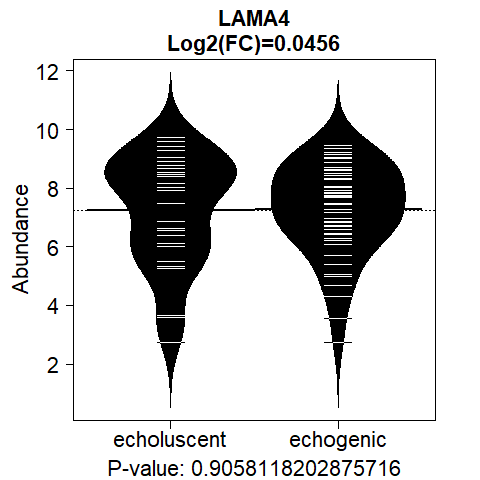 LAMA4
Log2(FC)=0.0456
12
10
8
6
4
2
Abundance
echoluscent echogenic
P-value: 0.9058118202875716